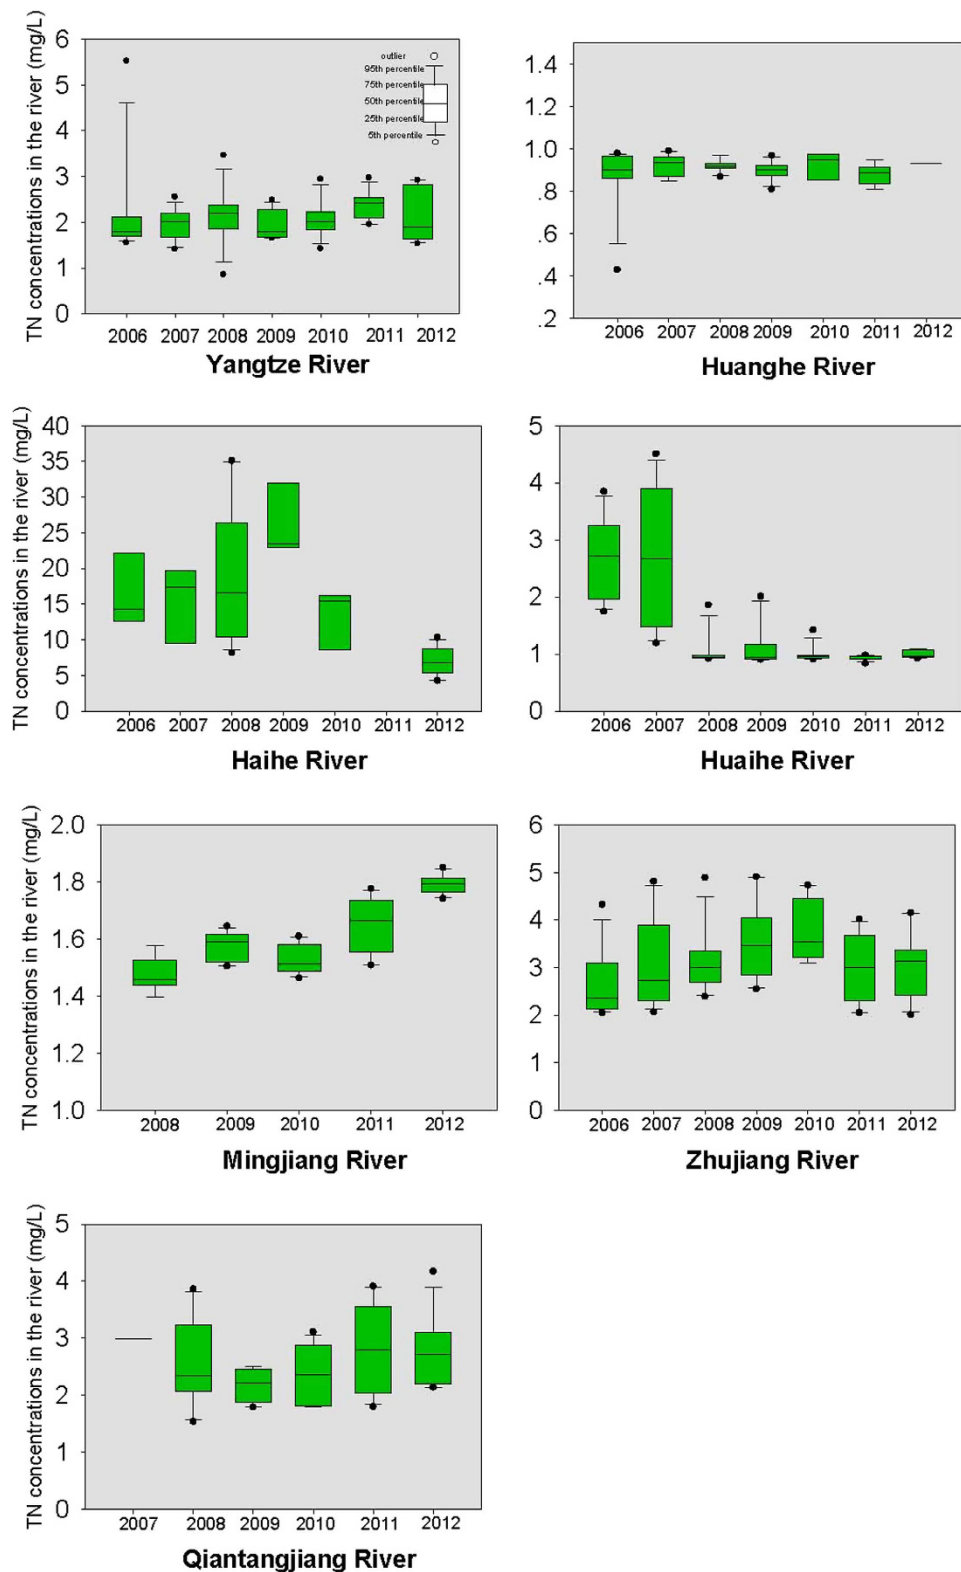 TN concentrations in the river (mg/L)
6
5
4
3
2
1
0
outlier
95th percentile
75th percentile
50th percentile
25th percentile
5th percentile
2006 2007 2008 2009 2010 2011 2012
Yangtze River
1.4
1.2
1.0
.8
.6
.4
.2
2006 2007 2008 2009 2010 2011 2012
Huanghe River
TN concentrations in the river (mg/L)
40
35
30
25
20
15
10
5
0
2006 2007 2008 2009 2010 2011 2012
Haihe River
5
4
3
2
1
0
2006 2007 2008 2009 2010 2011 2012
Huaihe River
TN concentrations in the river (mg/L)
2.0
1.8
1.6
1.4
1.2
1.0
2008 2009 2010 2011 2012
Mingjiang River
6
5
4
3
2
1
0
2006 2007 2008 2009 2010 2011 2012
Zhujiang River
TN concentrations in the river (mg/L)
5
4
3
2
1
0
2007 2008 2009 2010 2011 2012
Qiantangjiang River